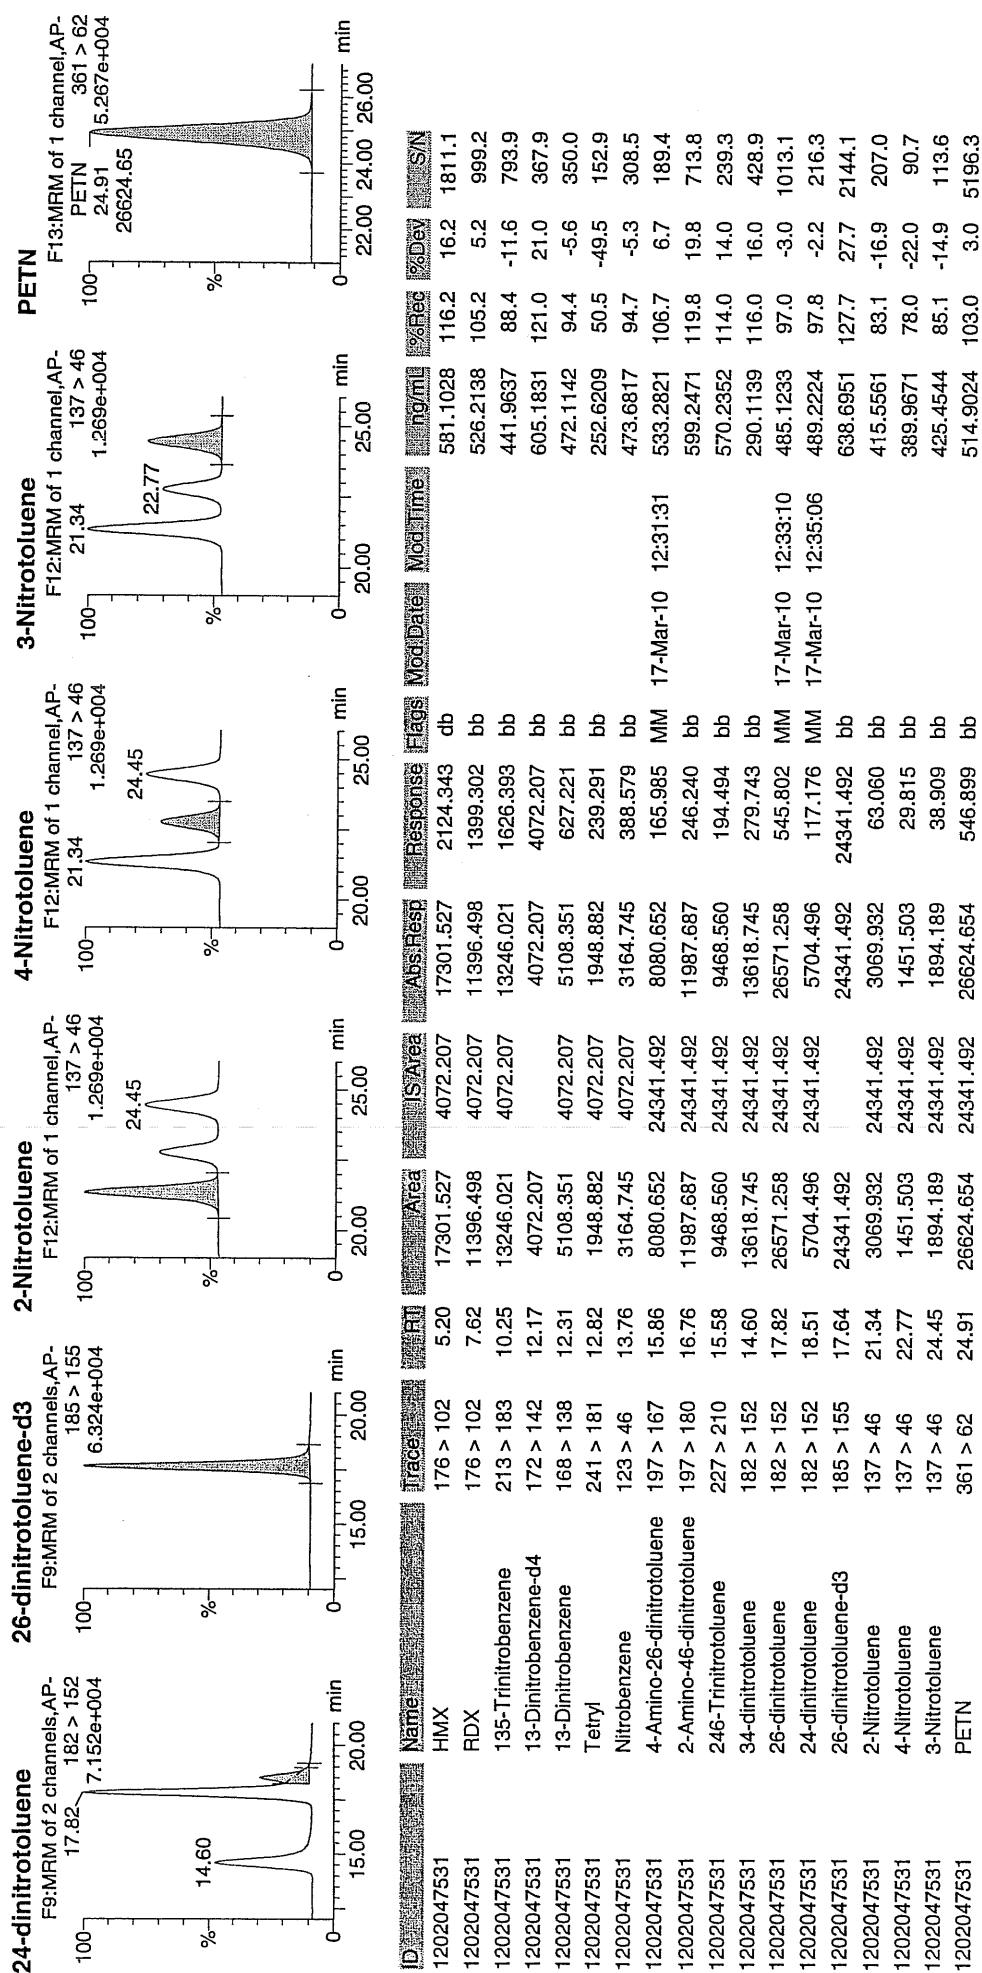 24-dinitrotoluene
F9:MRM of 2 channels,AP-
182 > 152
7.152e+004
17.82
14.60
100
%
0
15.00
20.00
min
26-dinitrotoluene-d3
F9:MRM of 2 channels,AP-
185 > 155
6.324e+004
100
%
0
15.00
20.00
min
2-Nitrotoluene
F12:MRM of 1 channel,AP-
137 > 46
1.269e+004
24.45
100
%
0
20.00
25.00
min
4-Nitrotoluene
F12:MRM of 1 channel,AP-
21.34
137 > 46
1.269e+004
24.45
100
%
0
20.00
25.00
min
3-Nitrotoluene
F12:MRM of 1 channel,AP-
21.34
137 > 46
1.269e+004
22.77
100
%
0
20.00
25.00
min
PETN
F13:MRM of 1 channel,AP-
PETN
24.91
26624.65
361 > 62
5.267e+004
100
%
0
22.00
24.00
26.00
min
ID Name Trace RT Area IS Area Abs.Resp Response Flags Mod.Date Mod.Time ng/mL %Rec %Dev S/N
1202047531 HMX 176 > 102 5.20 17301.527 4072.207 17301.527 2124.343 db 581.1028 116.2 16.2 1811.1
1202047531 RDX 176 > 102 7.62 11396.498 4072.207 11396.498 1399.302 bb 526.2138 105.2 5.2 999.2
1202047531 135-Trinitrobenzene 213 > 183 10.25 13246.021 4072.207 13246.021 1626.393 bb 441.9637 88.4 -11.6 793.9
1202047531 13-Dinitrobenzene-d4 172 > 142 12.17 4072.207 4072.207 4072.207 bb 605.1831 121.0 21.0 367.9
1202047531 13-Dinitrobenzene 168 > 138 12.31 5108.351 4072.207 5108.351 627.221 bb 472.1142 94.4 -5.6 350.0
1202047531 Tetryl 241 > 181 12.82 1948.882 4072.207 1948.882 239.291 bb 252.6209 50.5 -49.5 152.9
1202047531 Nitrobenzene 123 > 46 13.76 3164.745 4072.207 3164.745 388.579 bb 473.6817 94.7 -5.3 308.5
1202047531 4-Amino-26-dinitrotoluene 197 > 167 15.86 8080.652 24341.492 8080.652 165.985 MM 17-Mar-10 12:31:31 533.2821 106.7 6.7 189.4
1202047531 2-Amino-46-dinitrotoluene 197 > 180 16.76 11987.687 24341.492 11987.687 246.240 bb 599.2471 119.8 19.8 713.8
1202047531 246-Trinitrotoluene 227 > 210 15.58 9468.560 24341.492 9468.560 194.494 bb 570.2352 114.0 14.0 239.3
1202047531 34-dinitrotoluene 182 > 152 14.60 13618.745 24341.492 13618.745 279.743 bb 290.1139 116.0 16.0 428.9
1202047531 26-dinitrotoluene 182 > 152 17.82 26571.258 24341.492 26571.258 545.802 MM 17-Mar-10 12:33:10 485.1233 97.0 -3.0 1013.1
1202047531 24-dinitrotoluene 182 > 152 18.51 5704.496 24341.492 5704.496 117.176 MM 17-Mar-10 12:35:06 489.2224 97.8 -2.2 216.3
1202047531 26-dinitrotoluene-d3 185 > 155 17.64 24341.492 24341.492 24341.492 bb 638.6951 127.7 27.7 2144.1
1202047531 2-Nitrotoluene 137 > 46 21.34 3069.932 24341.492 3069.932 63.060 bb 415.5561 83.1 -16.9 207.0
1202047531 4-Nitrotoluene 137 > 46 22.77 1451.503 24341.492 1451.503 29.815 bb 389.9671 78.0 -22.0 90.7
1202047531 3-Nitrotoluene 137 > 46 24.45 1894.189 24341.492 1894.189 38.909 bb 425.4544 85.1 -14.9 113.6
1202047531 PETN 361 > 62 24.91 26624.654 24341.492 26624.654 546.899 bb 514.9024 103.0 3.0 5196.3